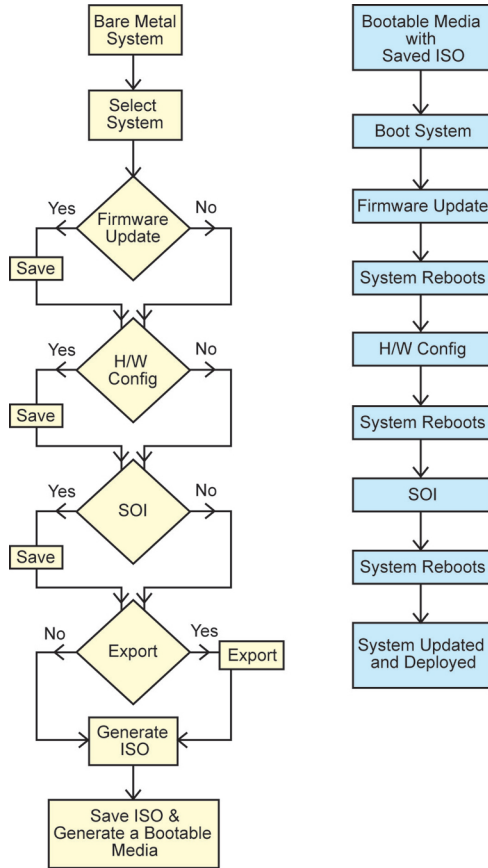 Bare Metal
System
Select
System
Yes
No
Firmware
Update
Save
Yes
No
H/W
Config
Save
Yes
No
SOI
Save
No
Yes
Export
Export
Generate
ISO
Save ISO &
Generate a Bootable
Media
Bootable Media
with
Saved ISO
Boot System
Firmware Update
System Reboots
H/W Config
System Reboots
SOI
System Reboots
System Updated
and Deployed